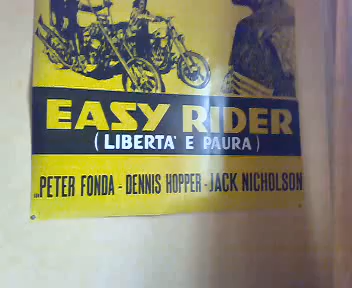 EASY RIDER
( LIBERTA' E PAURA )
PETER FONDA - DENNIS HOPPER - JACK NICHOLSON